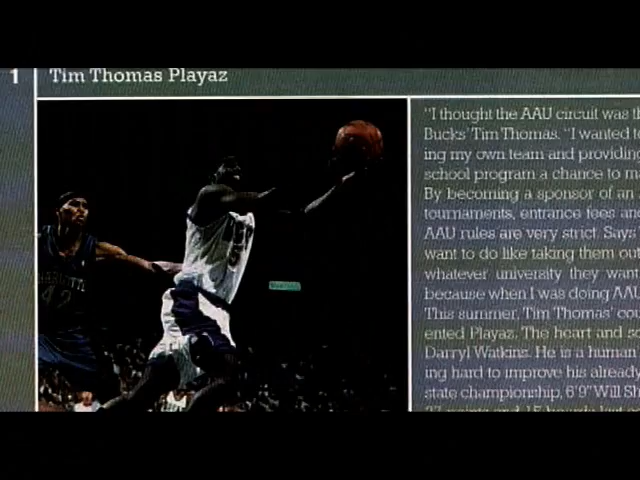 1
Tim Thomas Playaz
"I thought the AAU circuit was
Bucks' Tim Thomas. "I wanted
ing my own team and providing
school program a chance to
By becoming a sponsor of an
tournaments, entrance fees and
AAU rules are very strict. Says
want to do like taking them out
whatever university they want
because when I was doing AAU
This summer, Tim Thomas'
ented Playaz. The heart and
Darryl Watkins. He is a human
ing hard to improve his already
state championship, 6'9" Will
42